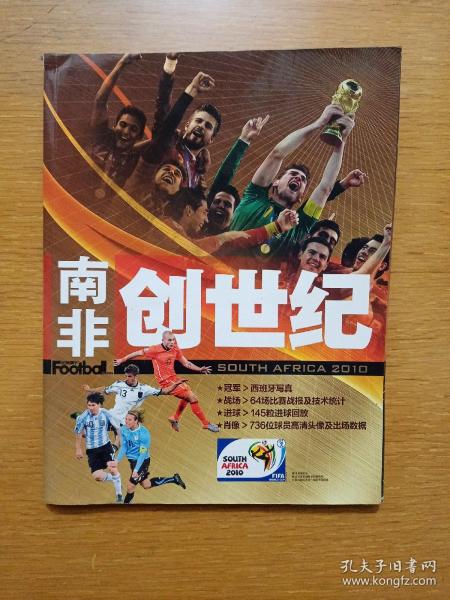 南非
创世纪
Football
SOUTH AFRICA 2010
★冠军>西班牙写真
★战场>64场比赛战报及技术统计
★进球>145粒进球回放
★肖像>736位球员高清头像及出场数据
13
SOUTH
AFRICA
2010
FIFA
孔夫子旧书网
www.kongfz.com